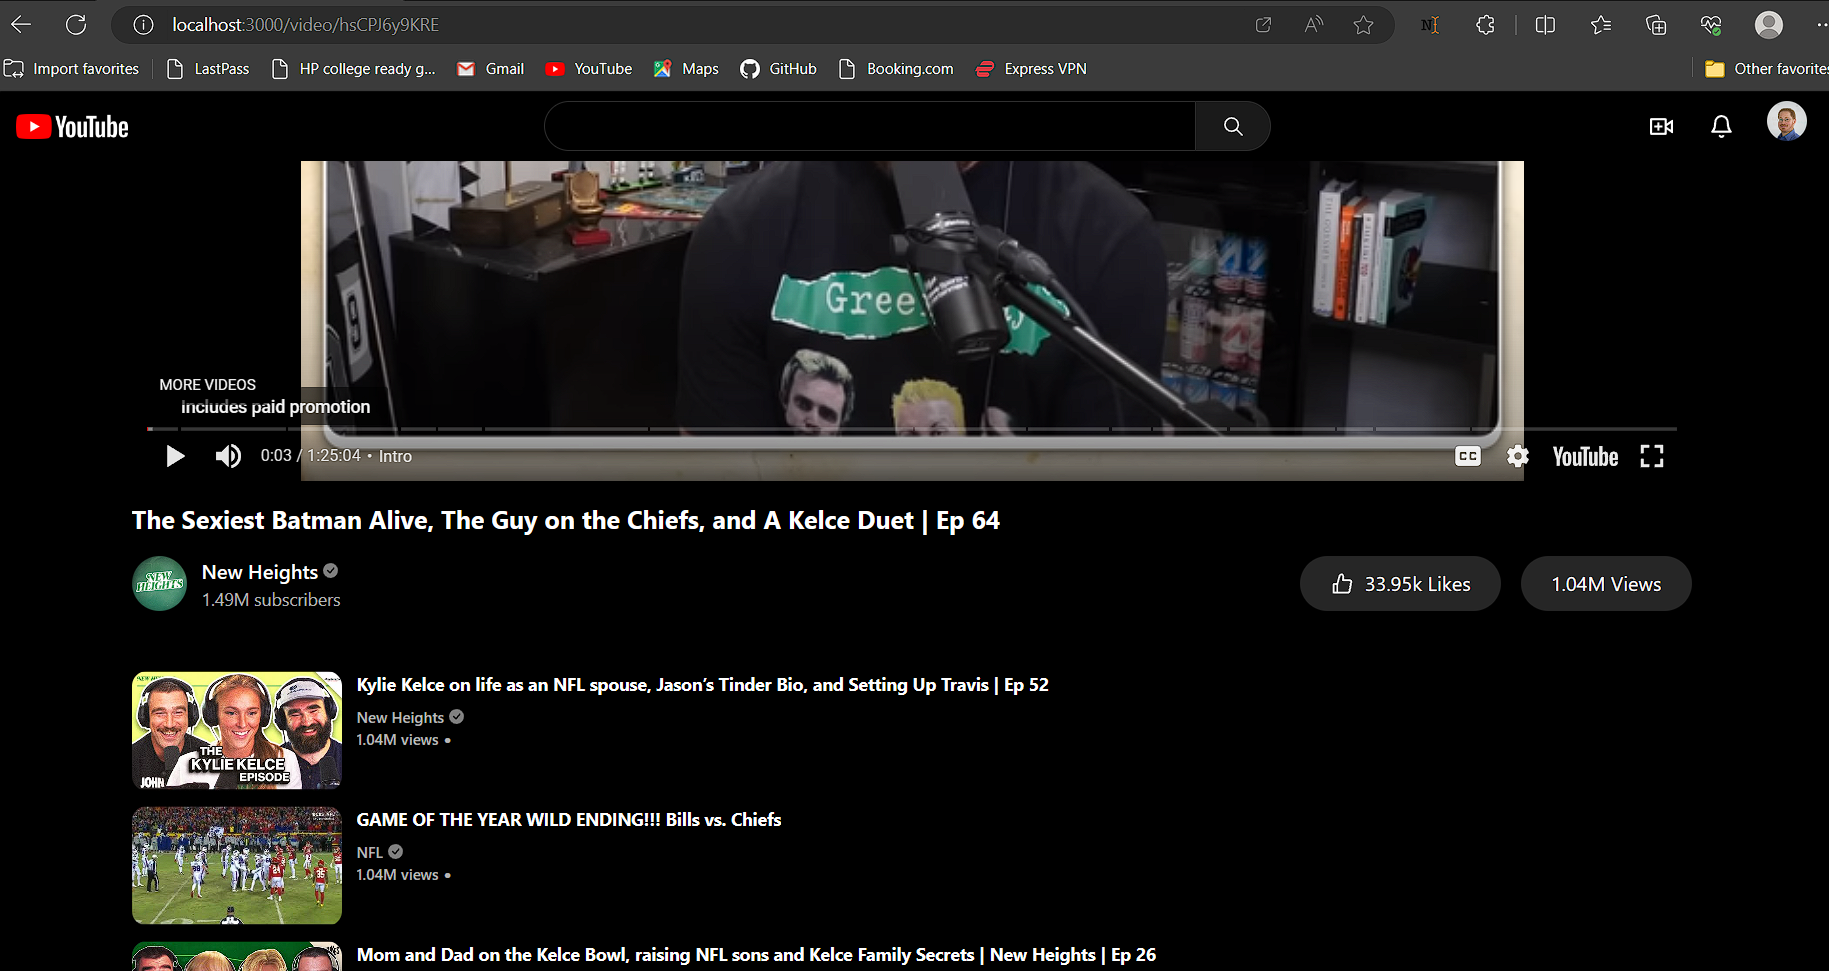 localhost:3000/video/hsCPJ6y9KRE
Import favorites
LastPass
HP college ready g...
Gmail
YouTube
Maps
GitHub
Booking.com
Express VPN
Other favorites
YouTube
Gree
MORE VIDEOS
Includes paid promotion
0:03 / 1:25:04 • Intro
CC
YouTube
The Sexiest Batman Alive, The Guy on the Chiefs, and A Kelce Duet | Ep 64
NEW HEIGHTS
New Heights
1.49M subscribers
33.95k Likes
1.04M Views
THE
KYLIE KELCE
EPISODE
JOHN
Kylie Kelce on life as an NFL spouse, Jason’s Tinder Bio, and Setting Up Travis | Ep 52
New Heights
1.04M views •
GAME OF THE YEAR WILD ENDING!!! Bills vs. Chiefs
NFL
1.04M views •
Mom and Dad on the Kelce Bowl, raising NFL sons and Kelce Family Secrets | New Heights | Ep 26